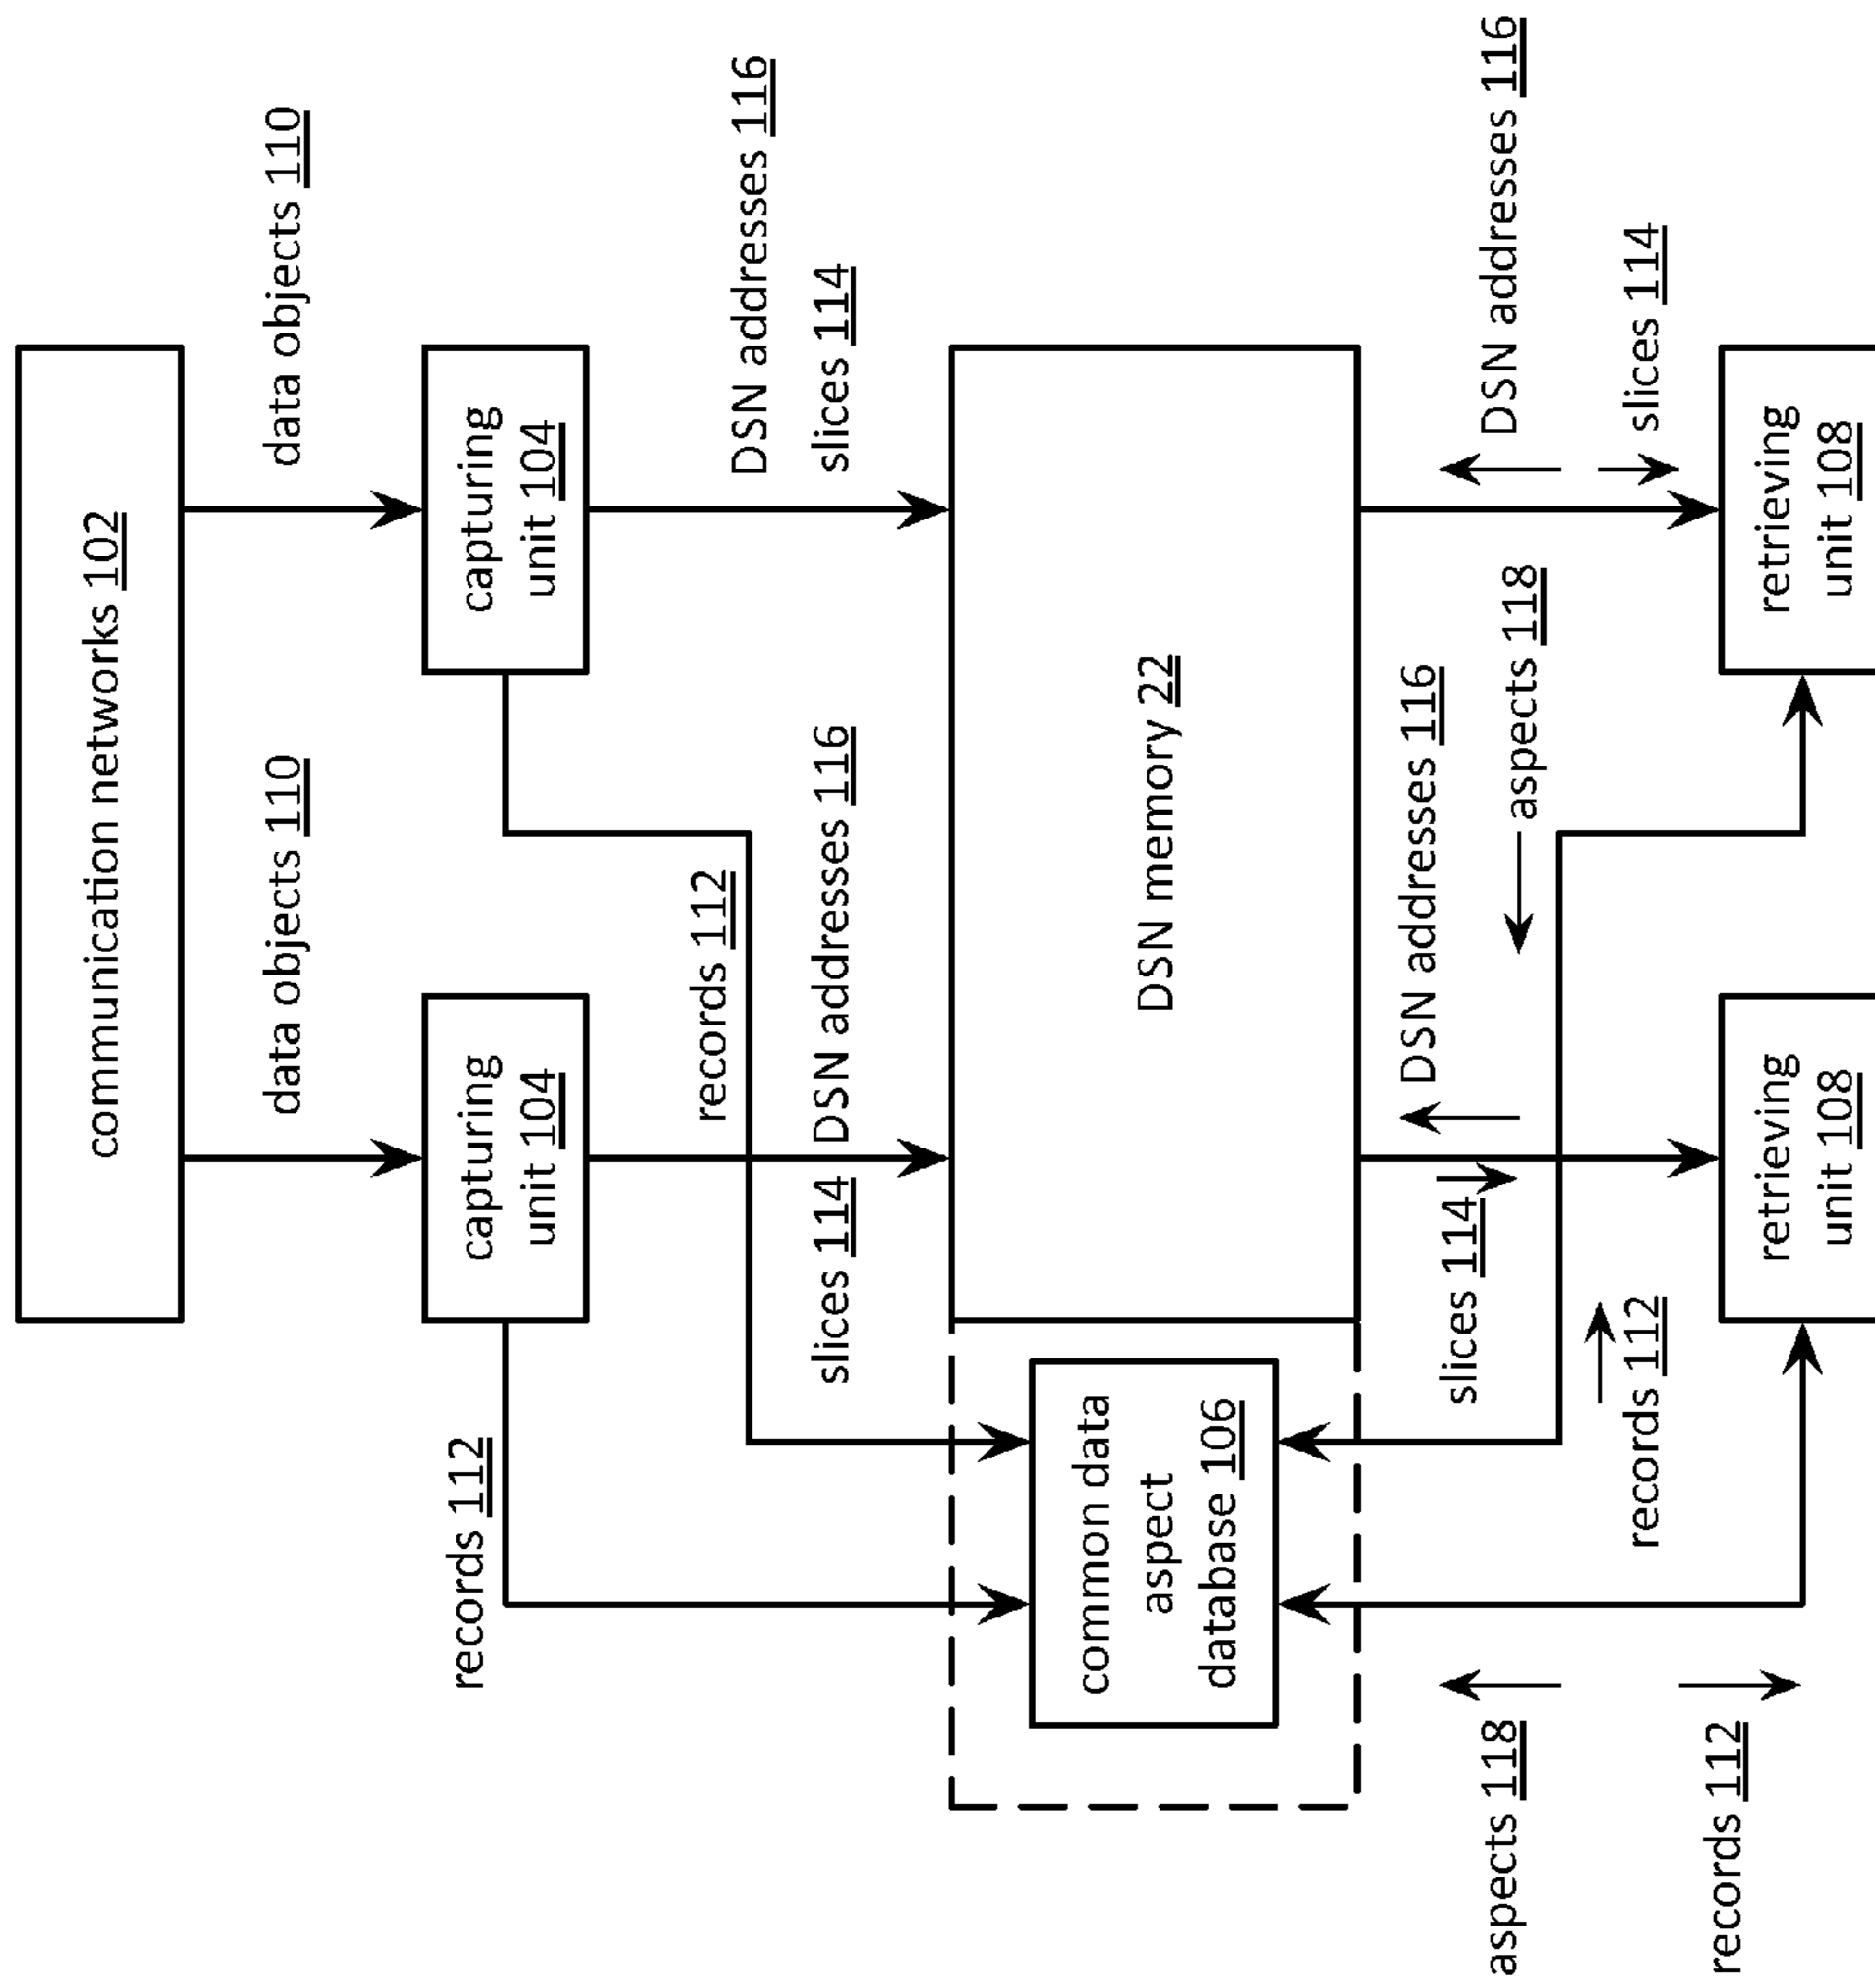 communication networks 102
data objects 110
data objects 110
records 112
capturing
unit 104
capturing
unit 104
records 112
DSN addresses 116
slices 114
DSN addresses 116
slices 114
common data
aspect
database 106
DSN memory 22
DSN addresses 116
slices 114
aspects 118
aspects 118
DSN addresses 116
records 112
slices 114
records 112
retrieving
unit 108
retrieving
unit 108